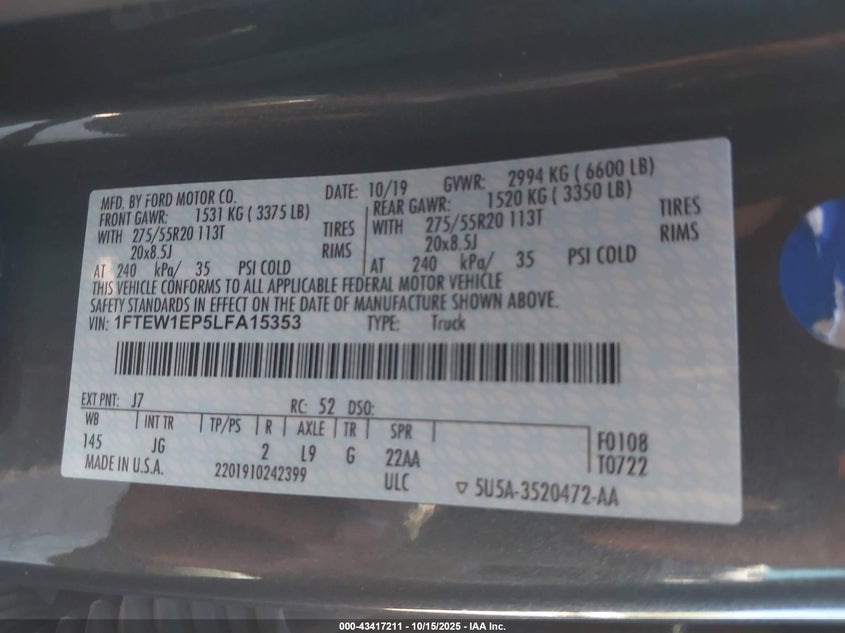 MFD. BY FORD MOTOR CO. DATE: 10/19 GVWR: 2994 KG ( 6600 LB)
FRONT GAWR: 1531 KG ( 3375 LB) REAR GAWR: 1520 KG ( 3350 LB)
WITH 275/55R20 113T TIRES WITH 275/55R20 113T TIRES
20x8.5J RIMS 20x8.5J RIMS
AT 240 kPa/ 35 PSI COLD AT 240 kPa/ 35 PSI COLD
THIS VEHICLE CONFORMS TO ALL APPLICABLE FEDERAL MOTOR VEHICLE
SAFETY STANDARDS IN EFFECT ON THE DATE OF MANUFACTURE SHOWN ABOVE.
VIN: 1FTEW1EP5LFA15353 TYPE: Truck
EXT PNT: J7 RC: 52 DSO:
WB INT TR TP/PS R AXLE TR SPR
145 JG 2 L9 G 22AA F0108
MADE IN U.S.A. 2201910242399 ULC T0722
5U5A-3520472-AA
000-43417211 - 10/15/2025 - IAA Inc.